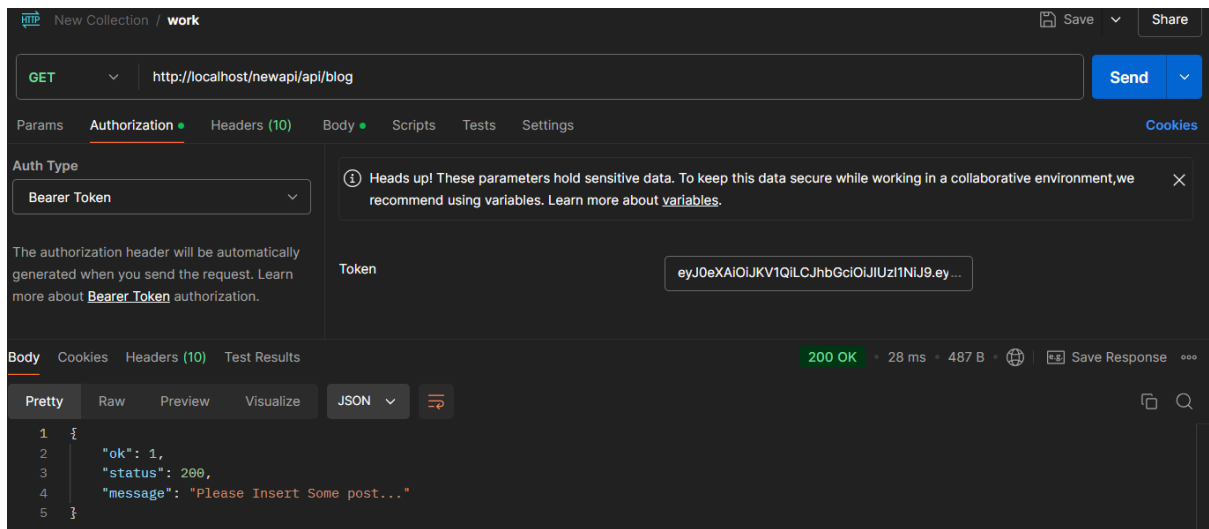 HTTP New Collection / work Save Share
GET http://localhost/newapi/api/blog Send
Params Authorization Headers (10) Body Scripts Tests Settings Cookies
Auth Type
Bearer Token
Heads up! These parameters hold sensitive data. To keep this data secure while working in a collaborative environment,we
recommend using variables. Learn more about variables.
The authorization header will be automatically
generated when you send the request. Learn
more about Bearer Token authorization.
Token eyJ0eXAiOiJKV1QiLCJhbGciOiJIUzI1NiJ9.ey...
Body Cookies Headers (10) Test Results 200 OK • 28 ms • 487 B • e.g. Save Response
Pretty Raw Preview Visualize JSON
1 {
2 "ok": 1,
3 "status": 200,
4 "message": "Please Insert Some post..."
5 }